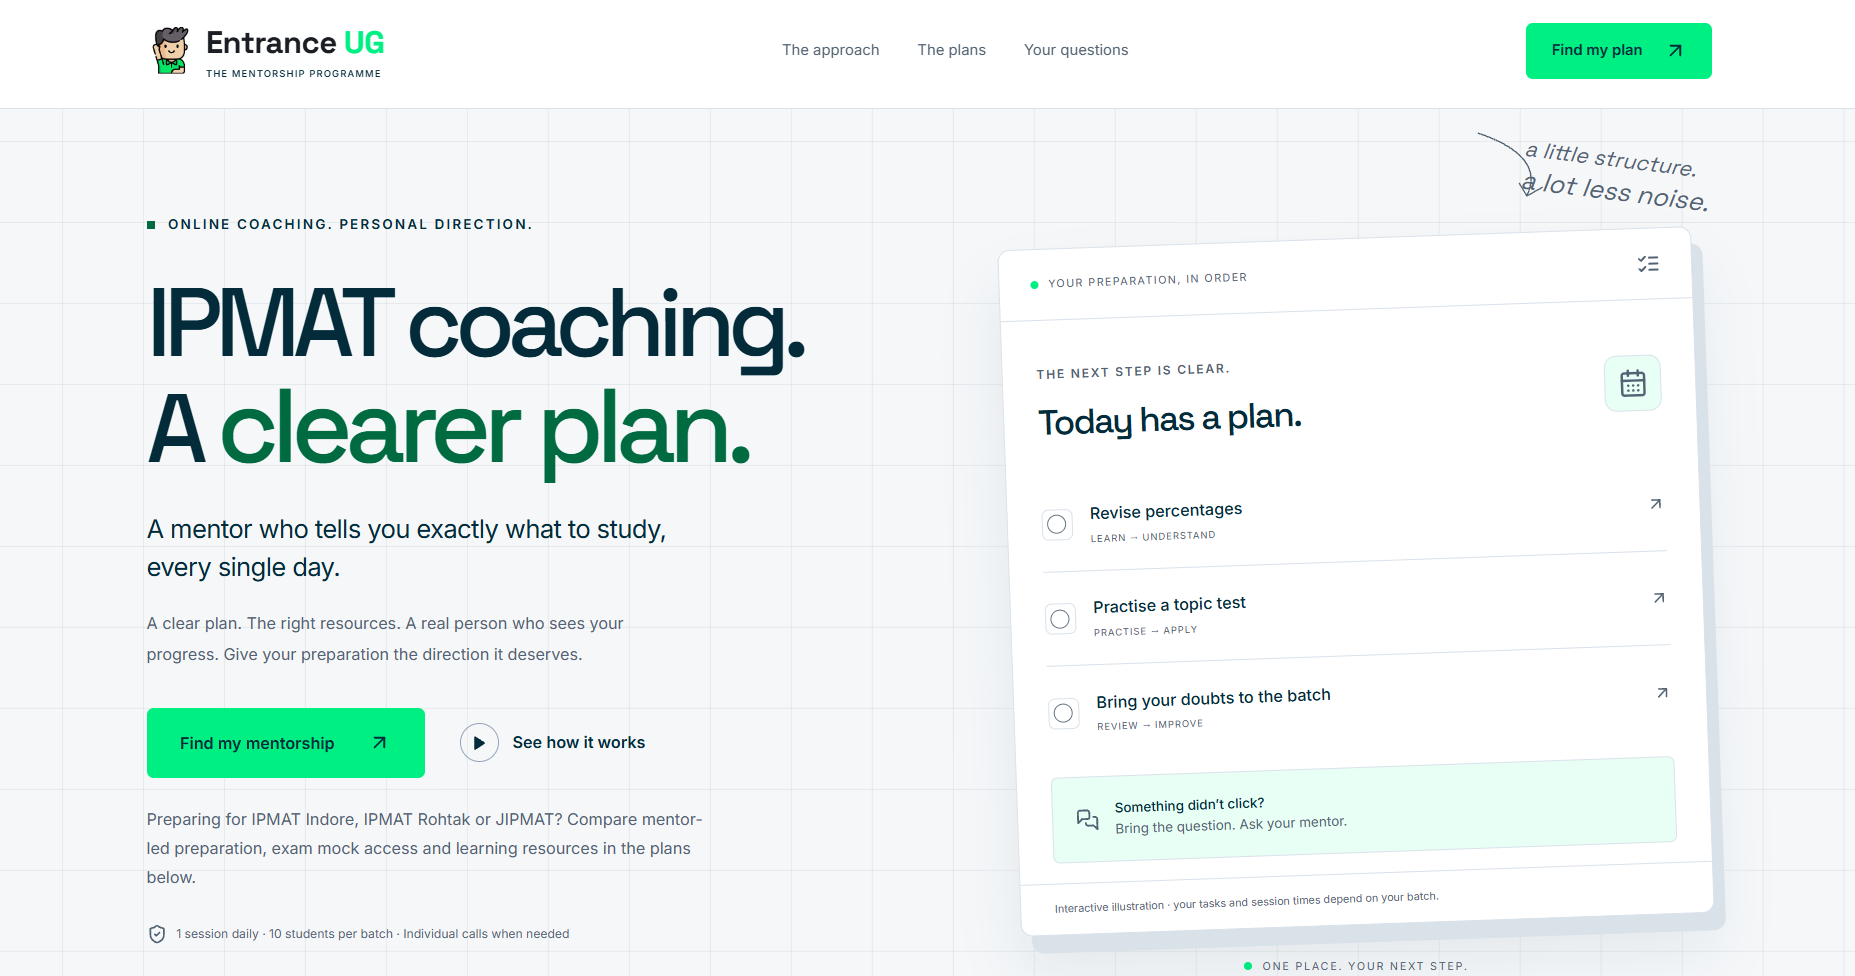 Entrance UG
THE MENTORSHIP PROGRAMME
The approach
The plans
Your questions
Find my plan
a little structure.
a lot less noise.
ONLINE COACHING. PERSONAL DIRECTION.
IPMAT coaching.
A clearer plan.
A mentor who tells you exactly what to study,
every single day.
A clear plan. The right resources. A real person who sees your
progress. Give your preparation the direction it deserves.
Find my mentorship
See how it works
Preparing for IPMAT Indore, IPMAT Rohtak or JIPMAT? Compare mentor-
led preparation, exam mock access and learning resources in the plans
below.
1 session daily · 10 students per batch · Individual calls when needed
YOUR PREPARATION, IN ORDER
THE NEXT STEP IS CLEAR.
Today has a plan.
Revise percentages
LEARN → UNDERSTAND
Practise a topic test
PRACTISE → APPLY
Bring your doubts to the batch
REVIEW → IMPROVE
Something didn’t click?
Bring the question. Ask your mentor.
Interactive illustration · your tasks and session times depend on your batch.
ONE PLACE. YOUR NEXT STEP.